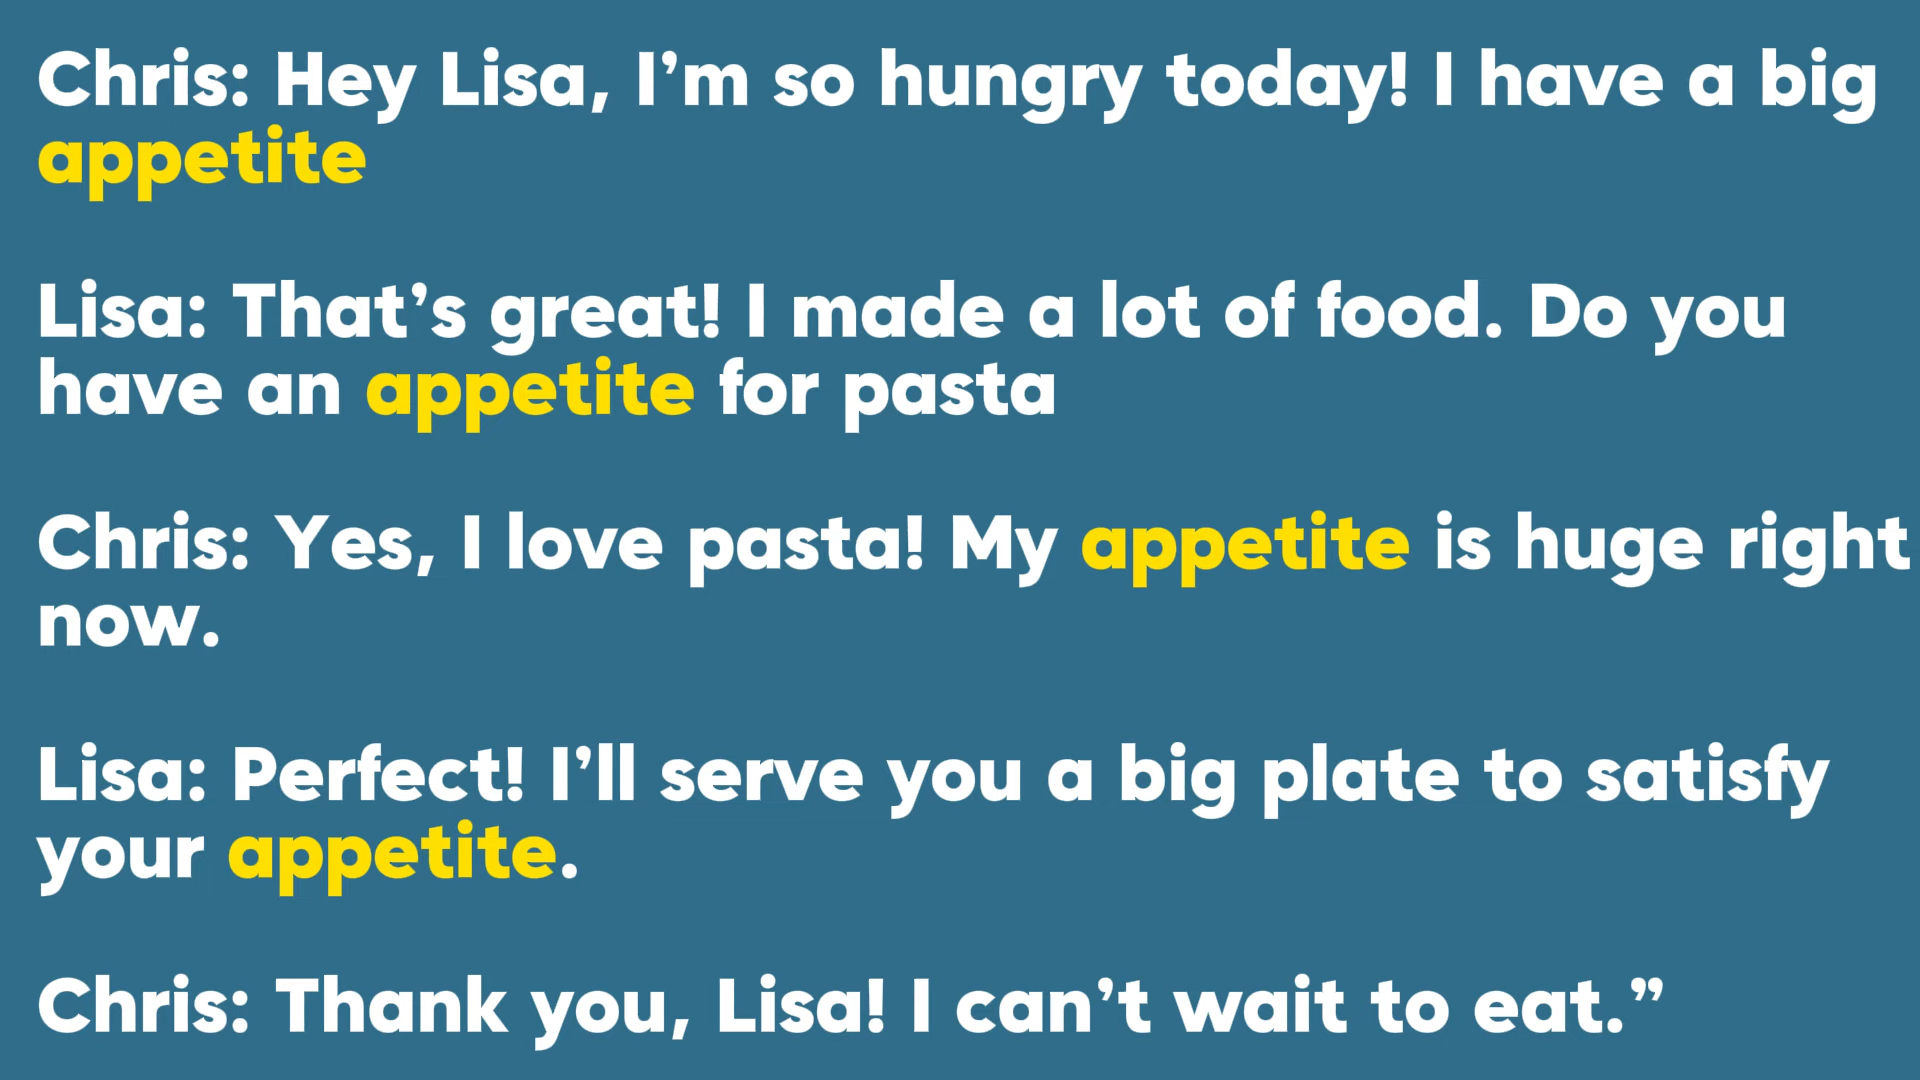 Chris: Hey Lisa, I’m so hungry today! I have a big
appetite
Lisa: That’s great! I made a lot of food. Do you
have an appetite for pasta
Chris: Yes, I love pasta! My appetite is huge right
now.
Lisa: Perfect! I’ll serve you a big plate to satisfy
your appetite.
Chris: Thank you, Lisa! I can’t wait to eat.”